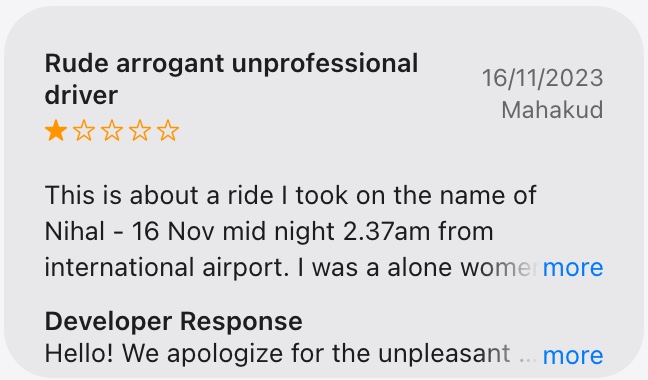 Rude arrogant unprofessional
driver
16/11/2023
Mahakud
This is about a ride I took on the name of
Nihal - 16 Nov mid night 2.37am from
international airport. I was a alone women more
Developer Response
Hello! We apologize for the unpleasant ... more